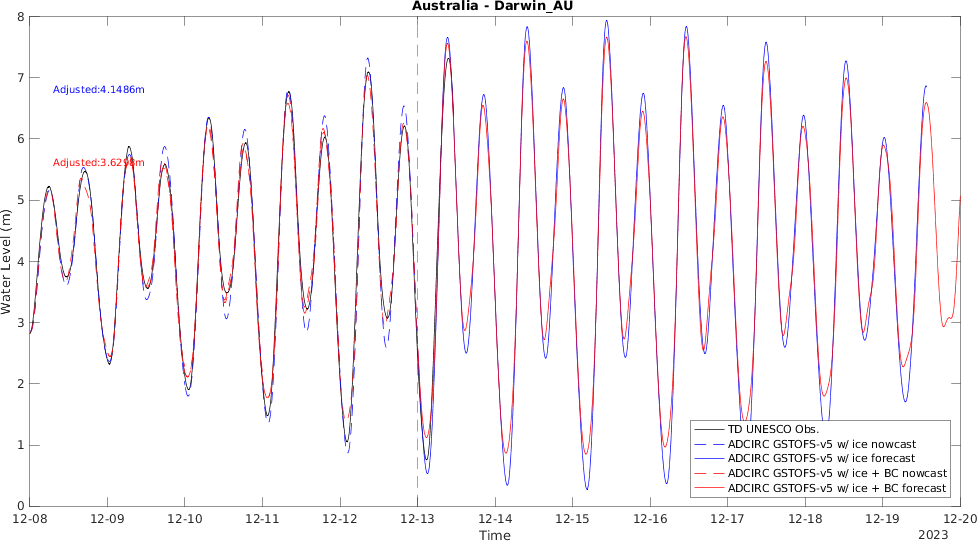 Australia - Darwin_AU
8
7
6
5
4
3
2
1
0
Water Level (m)
Adjusted:4.1486m
Adjusted:3.6298m
TD UNESCO Obs.
ADCIRC GSTOFS-v5 w/ ice nowcast
ADCIRC GSTOFS-v5 w/ ice forecast
ADCIRC GSTOFS-v5 w/ ice + BC nowcast
ADCIRC GSTOFS-v5 w/ ice + BC forecast
12-08 12-09 12-10 12-11 12-12 12-13 12-14 12-15 12-16 12-17 12-18 12-19 12-20
Time
2023